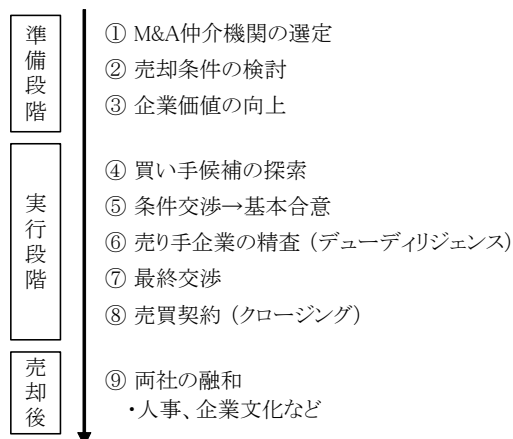 準備段階
① M&A仲介機関の選定
② 売却条件の検討
③ 企業価値の向上
実行段階
④ 買い手候補の探索
⑤ 条件交渉→基本合意
⑥ 売り手企業の精査（デューディリジェンス）
⑦ 最終交渉
⑧ 売買契約（クロージング）
売却後
⑨ 両社の融和
・人事、企業文化など